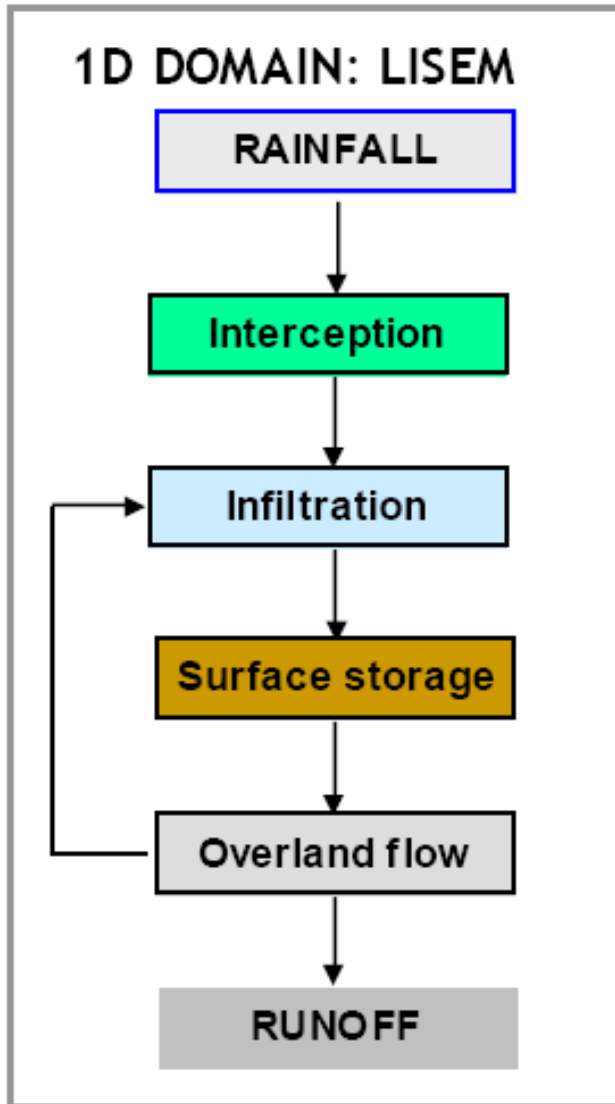 1D DOMAIN: LISEM
RAINFALL
Interception
Infiltration
Surface storage
Overland flow
RUNOFF